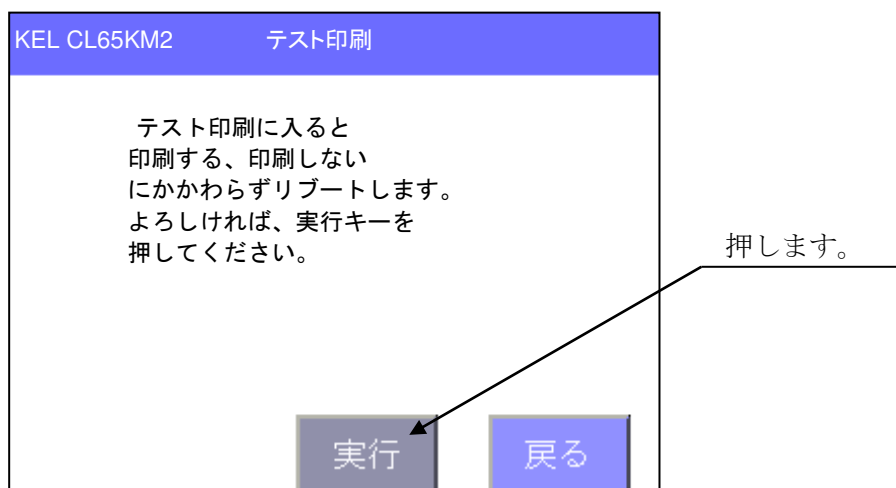 KEL CL65KM2 テスト印刷
テスト印刷に入ると
印刷する、印刷しない
にかかわらずリブートします。
よろしければ、実行キーを
押してください。
押します。
実行 戻る